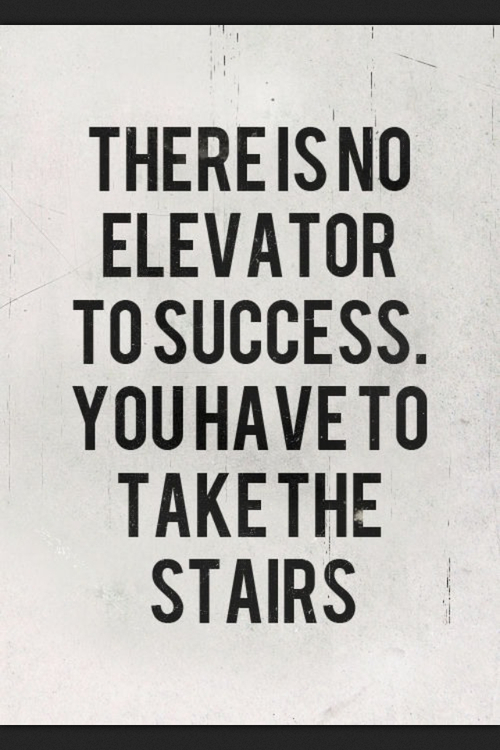 THERE IS NO
ELEVATOR
TO SUCCESS.
YOU HAVE TO
TAKE THE
STAIRS